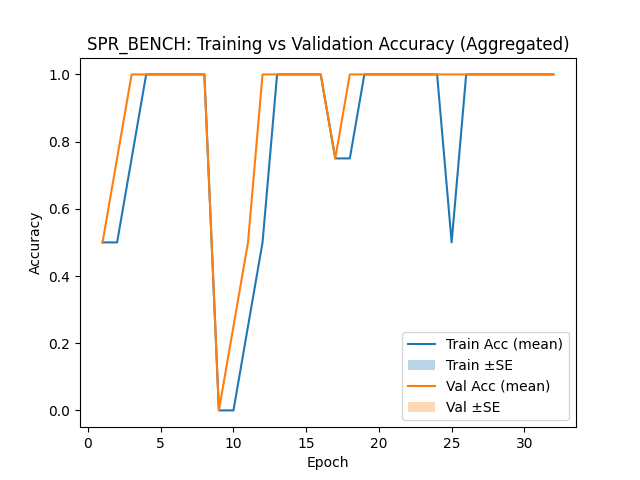 SPR_BENCH: Training vs Validation Accuracy (Aggregated)
Accuracy
1.0
0.8
0.6
0.4
0.2
0.0
0 5 10 15 20 25 30
Epoch
Train Acc (mean)
Train ±SE
Val Acc (mean)
Val ±SE